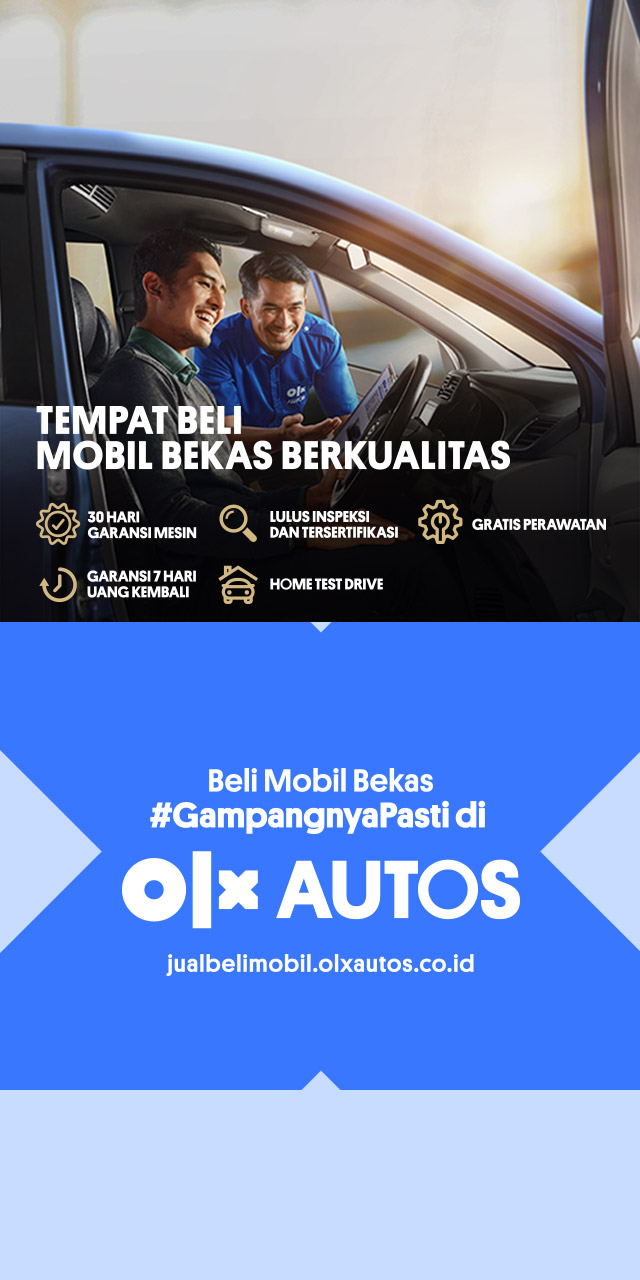 olx
TEMPAT BELI
MOBIL BEKAS BERKUALITAS
30 HARI
GARANSI MESIN
LULUS INSPEKSI
DAN TERSERTIFIKASI
GRATIS PERAWATAN
GARANSI 7 HARI
UANG KEMBALI
HOME TEST DRIVE
Beli Mobil Bekas
#GampangnyaPasti di
olx AUTOS
jualbelimobil.olxautos.co.id